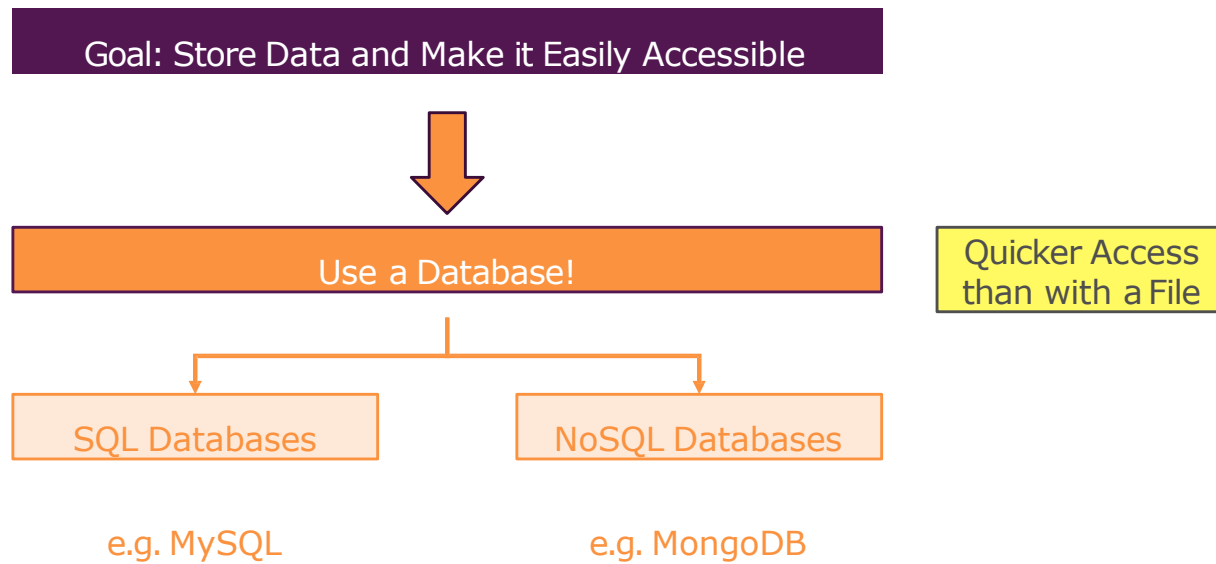 Goal: Store Data and Make it Easily Accessible
Use a Database!
Quicker Access
than with a File
SQL Databases
NoSQL Databases
e.g. MySQL
e.g. MongoDB